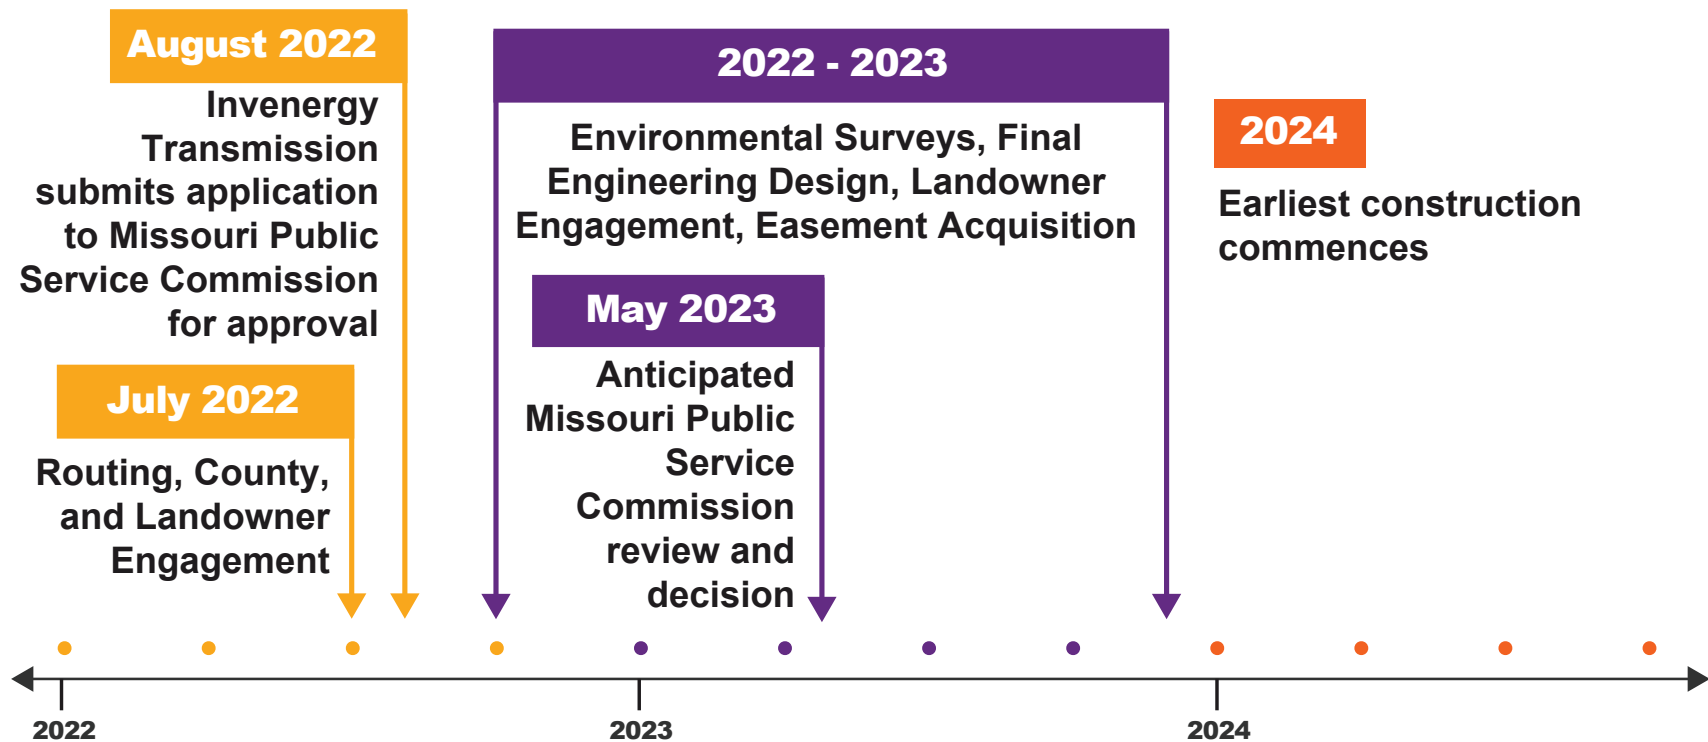 August 2022
Invenergy
Transmission
submits application
to Missouri Public
Service Commission
for approval
July 2022
Routing, County,
and Landowner
Engagement
2022 - 2023
Environmental Surveys, Final
Engineering Design, Landowner
Engagement, Easement Acquisition
May 2023
Anticipated
Missouri Public
Service
Commission
review and
decision
2024
Earliest construction
commences
2022
2023
2024